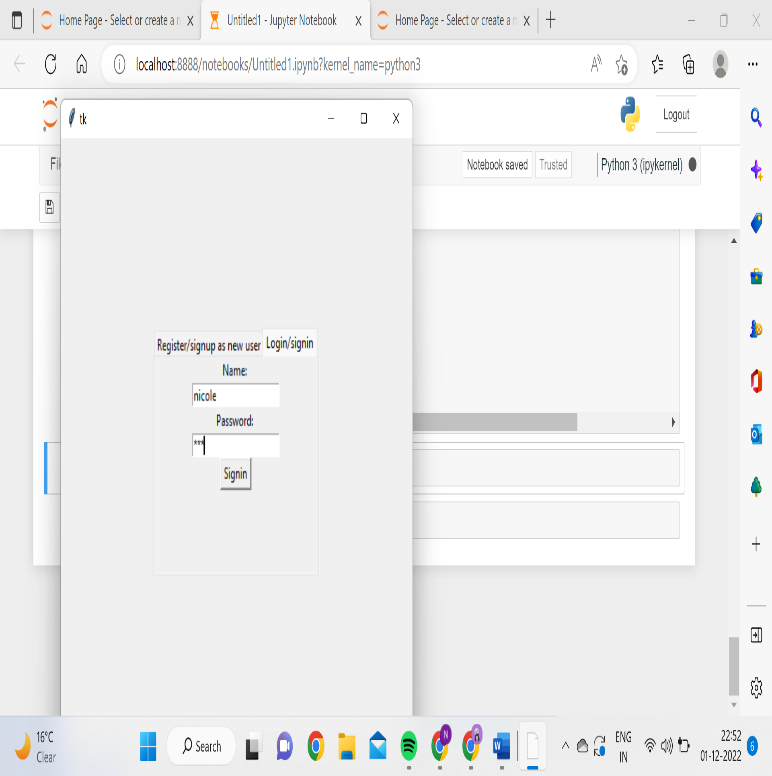 Home Page - Select or create a n
Untitled1 - Jupyter Notebook
Home Page - Select or create a n
localhost:8888/notebooks/Untitled1.ipynb?kernel_name=python3
tk
Logout
Fil
Notebook saved
Trusted
Python 3 (ipykernel)
Register/signup as new user
Login/signin
Name:
nicole
Password:
***
Signin
16°C
Clear
Search
N
W
ENG
IN
22:52
01-12-2022
6